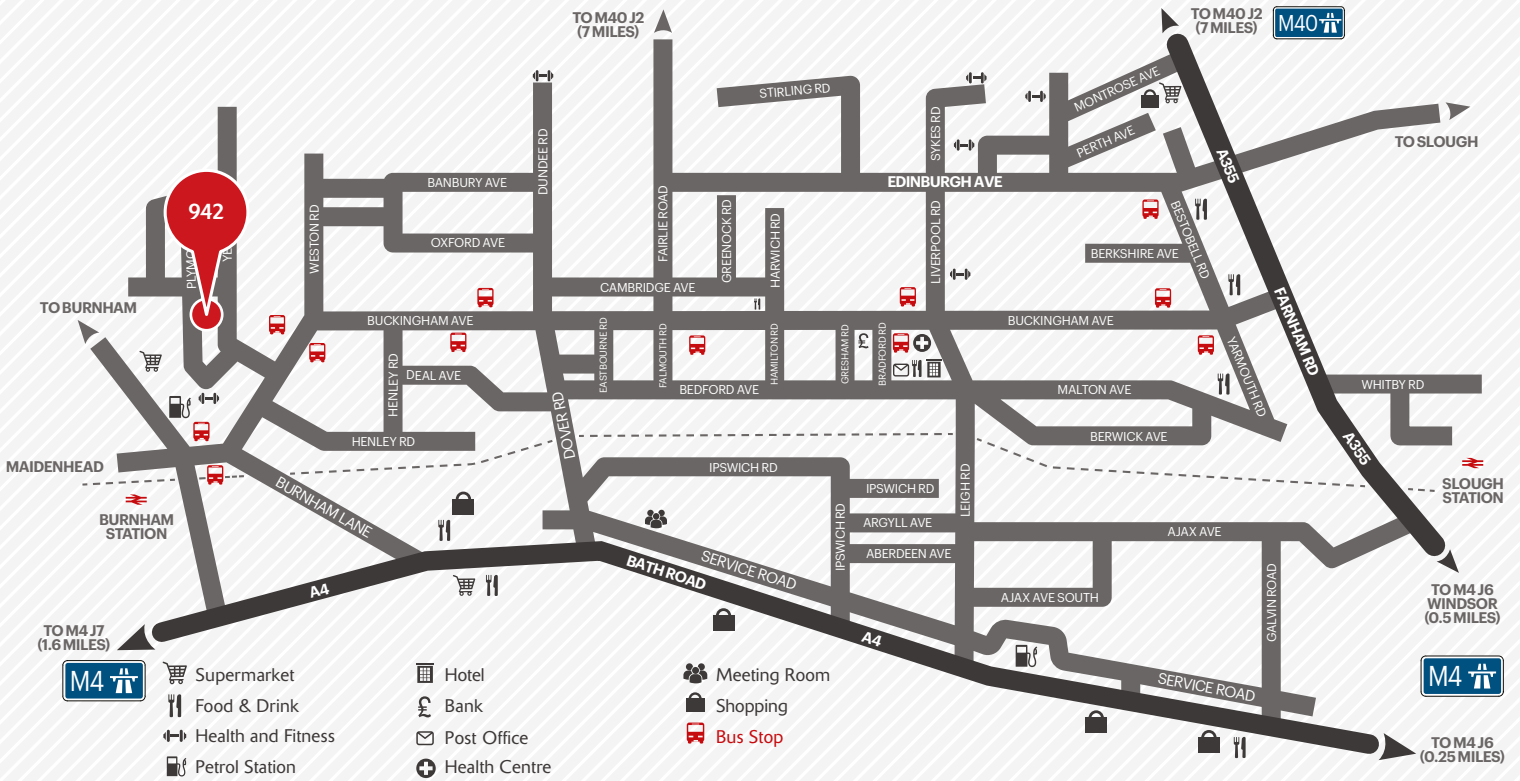 TO M40 J2
(7 MILES)
TO M40 J2
(7 MILES)
M40
STIRLING RD
MONTROSE AVE
SYKES RD
PERTH AVE
DUNDEE RD
A355
TO SLOUGH
BANBURY AVE
EDINBURGH AVE
942
WESTON RD
FAIRLIE ROAD
GREENOCK RD
HARWICH RD
LIVERPOOL RD
BESTOBELL RD
OXFORD AVE
BERKSHIRE AVE
CAMBRIDGE AVE
TO BURNHAM
BUCKINGHAM AVE
BUCKINGHAM AVE
FARNHAM RD
EASTBOURNE RD
FALMOUTH RD
HAMILTON RD
GRESHAM RD
BRADFORD RD
YARMOUTH RD
HENLEY RD
DEAL AVE
BEDFORD AVE
MALTON AVE
WHITBY RD
DOVER RD
HENLEY RD
BERWICK AVE
A355
MAIDENHEAD
IPSWICH RD
IPSWICH RD
LEIGH RD
SLOUGH
STATION
BURNHAM
STATION
BURNHAM LANE
IPSWICH RD
ARGYLL AVE
AJAX AVE
ABERDEEN AVE
SERVICE ROAD
BATH ROAD
A4
AJAX AVE SOUTH
GALVIN ROAD
TO M4 J6
WINDSOR
(0.5 MILES)
TO M4 J7
(1.6 MILES)
A4
M4
M4
SERVICE ROAD
TO M4 J6
(0.25 MILES)
Supermarket
Food & Drink
Health and Fitness
Petrol Station
Hotel
£ Bank
Post Office
Health Centre
Meeting Room
Shopping
Bus Stop